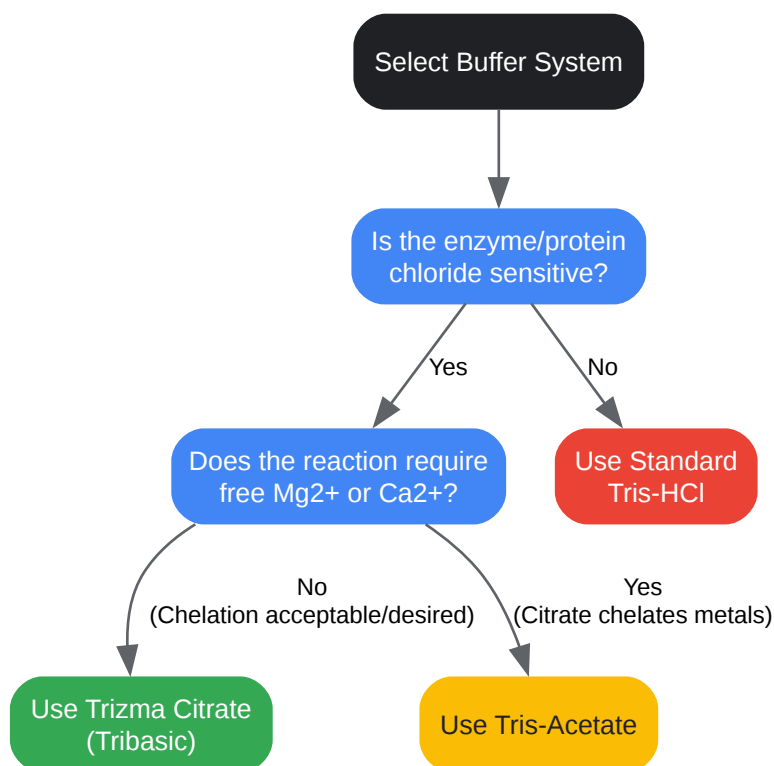 Select Buffer System
Is the enzyme/protein
chloride sensitive?
Yes
No
Does the reaction require
free Mg2+ or Ca2+?
Use Standard
Tris-HCl
No
(Chelation acceptable/desired)
Yes
(Citrate chelates metals)
Use Trizma Citrate
(Tribasic)
Use Tris-Acetate